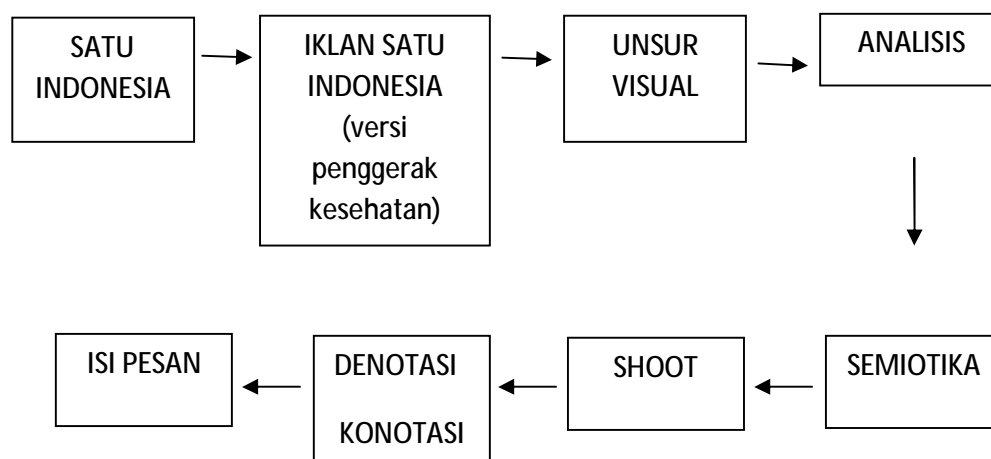 SATU
INDONESIA
IKLAN SATU
INDONESIA
(versi
penggerak
kesehatan)
UNSUR
VISUAL
ANALISIS
SEMIOTIKA
SHOOT
DENOTASI
KONOTASI
ISI PESAN